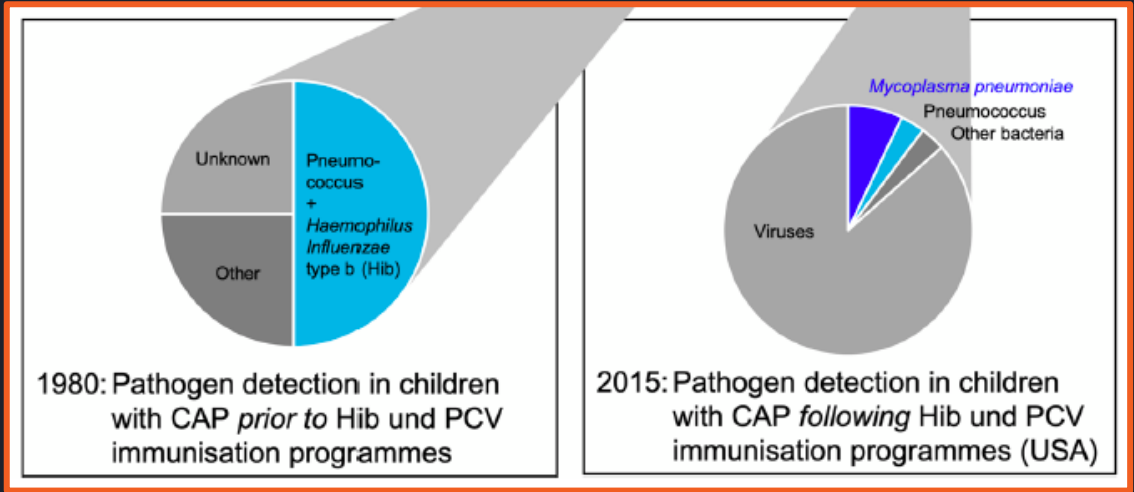 Unknown
Other
Pneumo-
coccus
+
Haemophilus
Influenzae
type b (Hib)
1980: Pathogen detection in children
with CAP prior to Hib und PCV
immunisation programmes
Mycoplasma pneumoniae
Pneumococcus
Other bacteria
Viruses
2015: Pathogen detection in children
with CAP following Hib und PCV
immunisation programmes (USA)